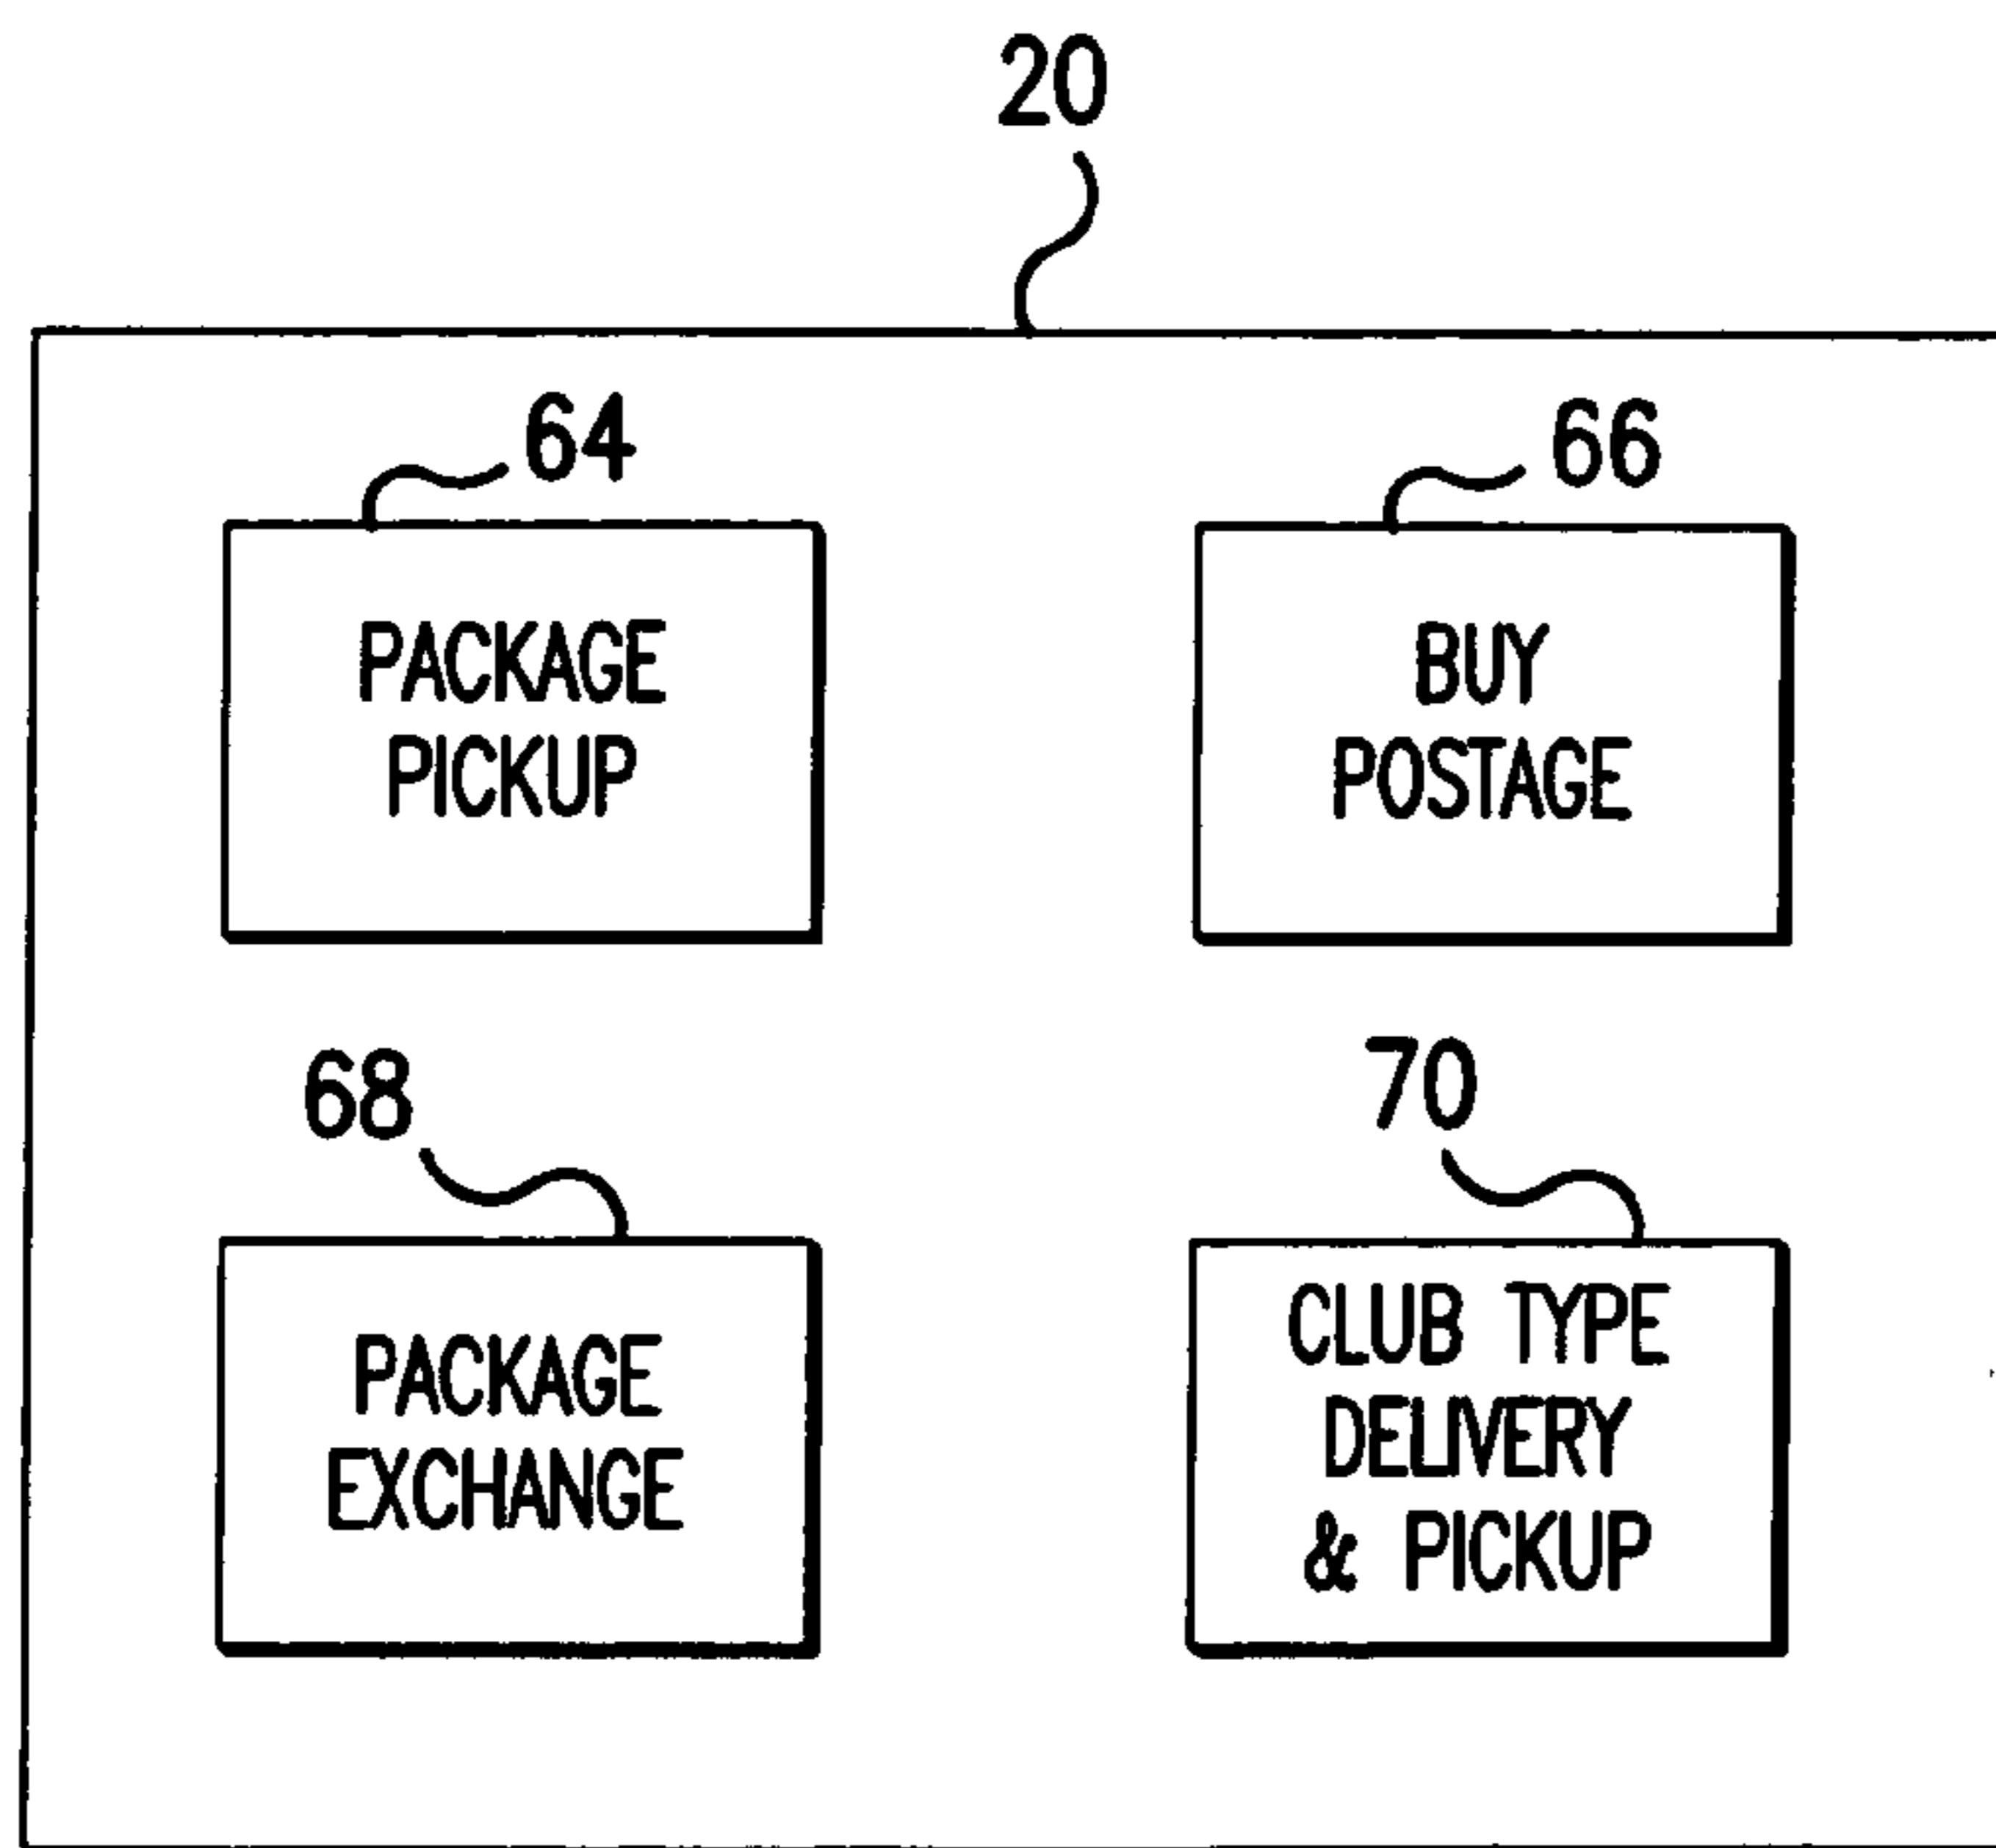 20
64
66
PACKAGE
PICKUP
BUY
POSTAGE
68
70
PACKAGE
EXCHANGE
CLUB TYPE
DELIVERY
& PICKUP